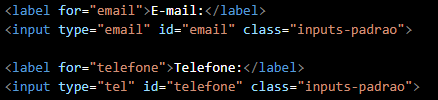 <label for="email">E-mail:</label>
<input type="email" id="email" class="inputs-padrao">
<label for="telefone">Telefone:</label>
<input type="tel" id="telefone" class="inputs-padrao">